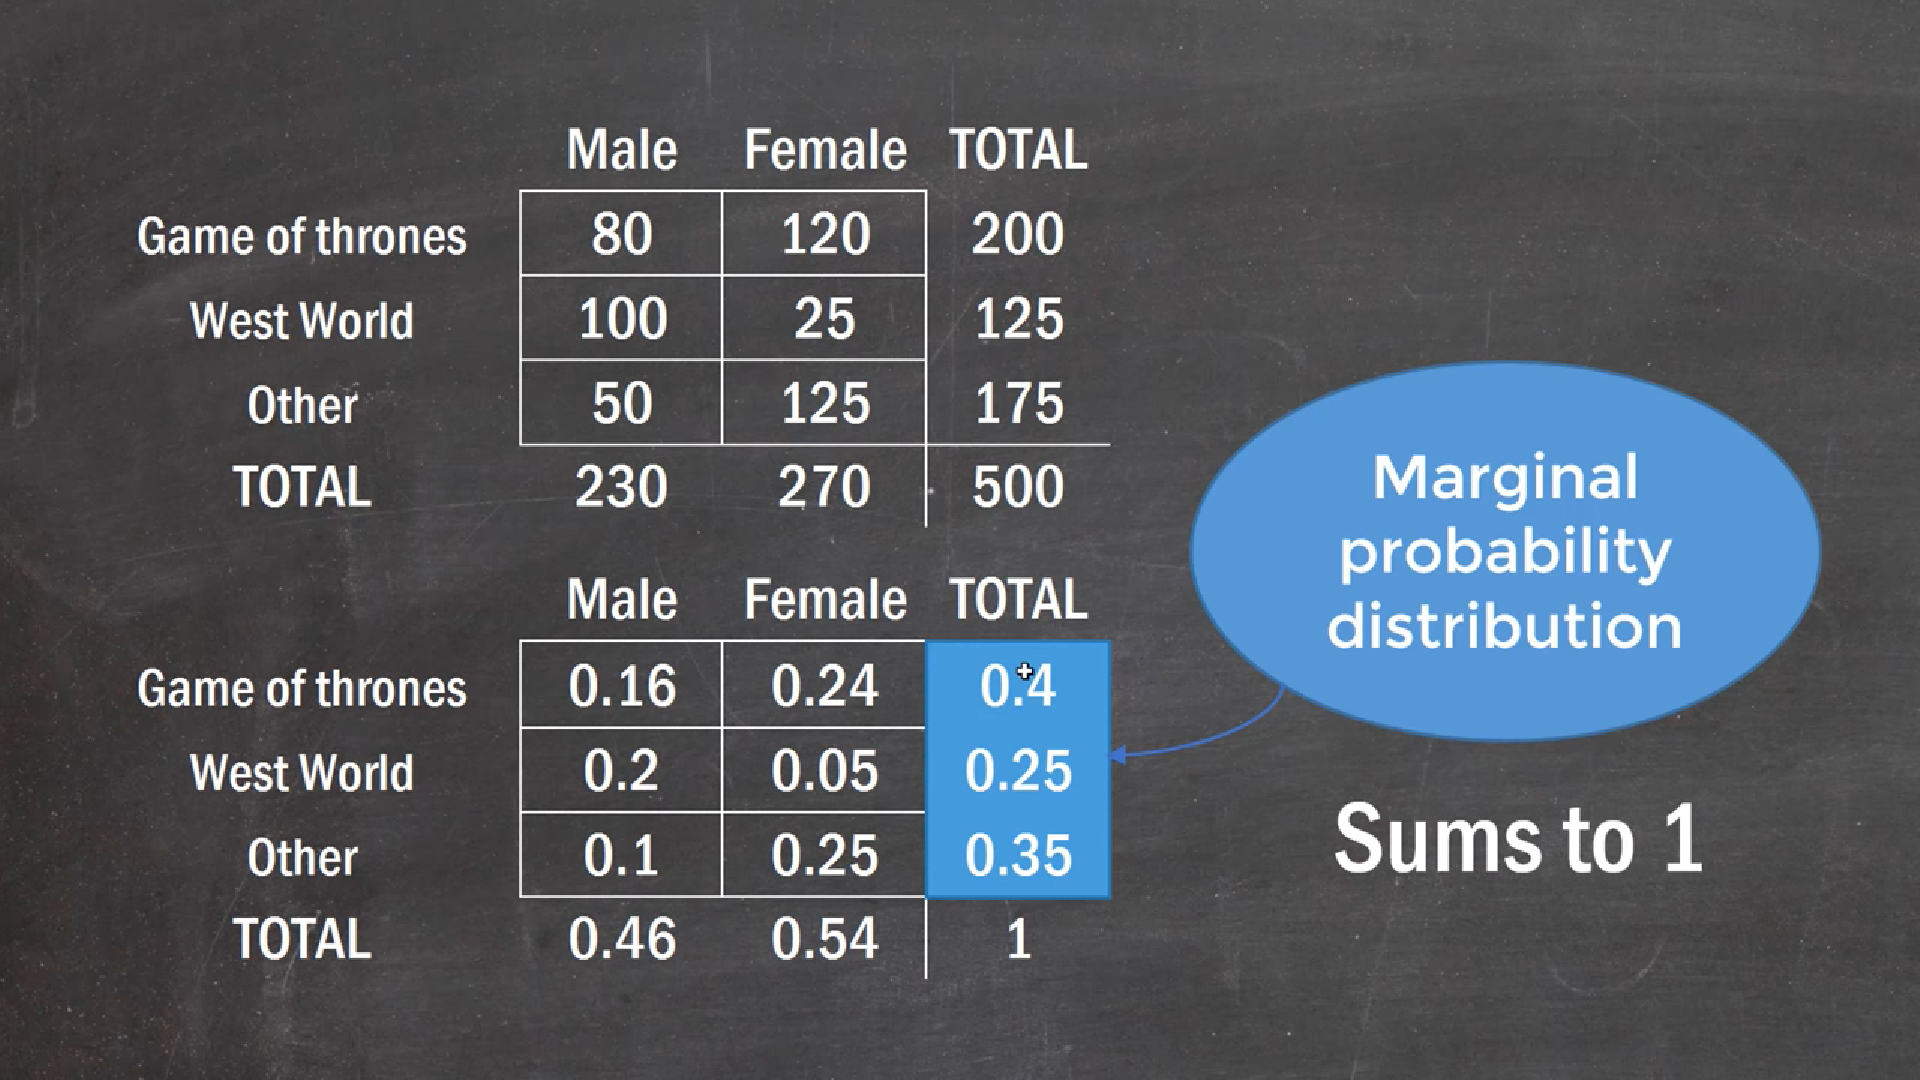 Male Female TOTAL
Game of thrones 80 120 200
West World 100 25 125
Other 50 125 175
TOTAL 230 270 500
Marginal
probability
distribution
Male Female TOTAL
Game of thrones 0.16 0.24 0.4
West World 0.2 0.05 0.25
Other 0.1 0.25 0.35
TOTAL 0.46 0.54 1
Sums to 1